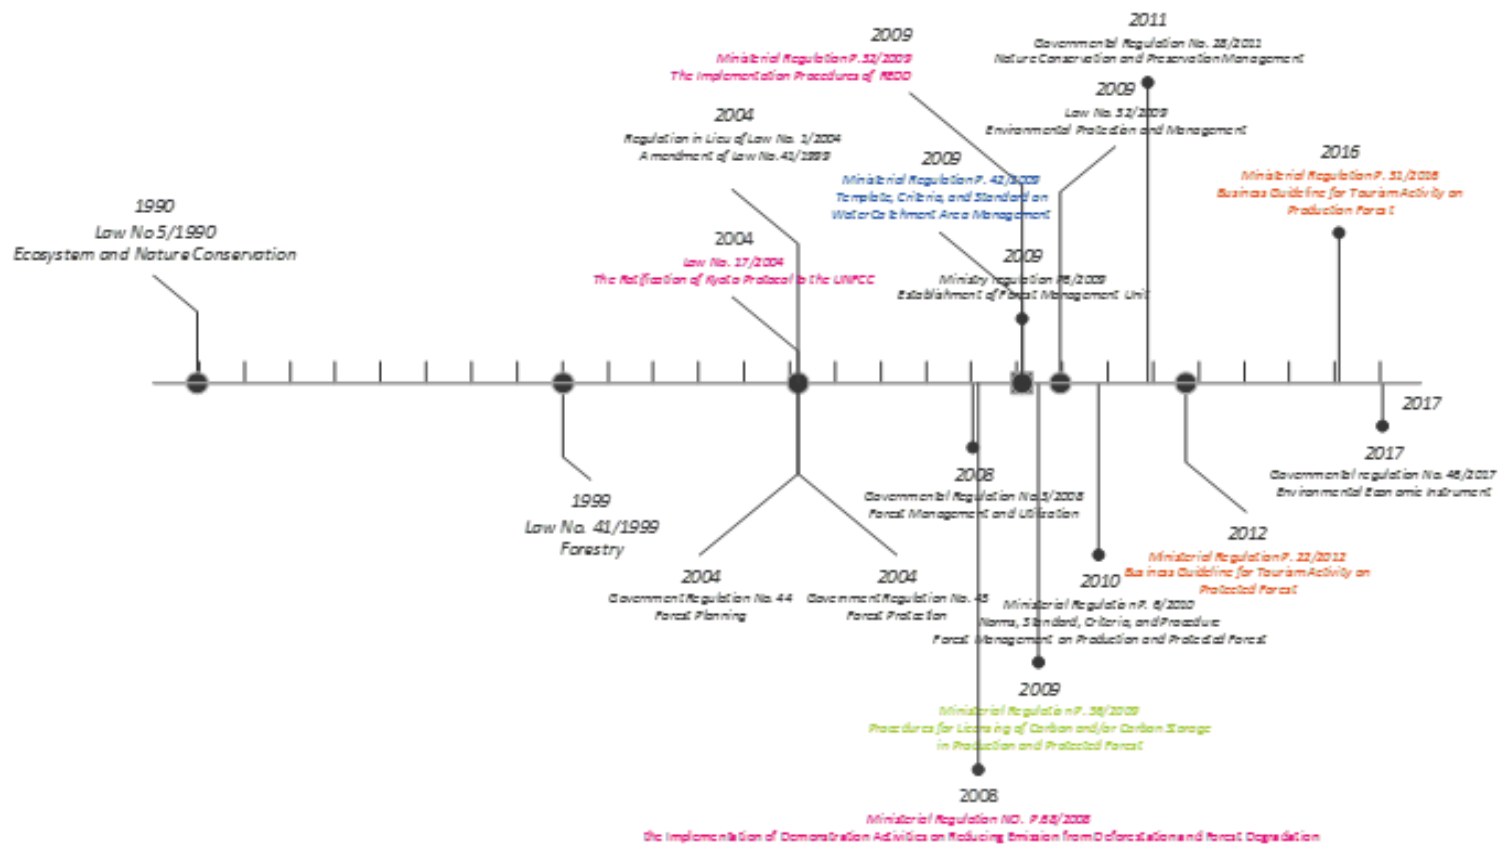 2011
Governmental Regulation No. 28/2011
Nature Conservation and Preservation Management
2009
Ministerial Regulation P.32/2009
The Implementation Procedures of REDD
2009
Law No. 32/2009
Environmental Protection and Management
2004
Regulation in Lieu of Law No. 1/2004
Amendment of Law No.41/1999
2009
Ministerial Regulation P. 42/2009
Template, Criteria, and Standard on
Water Catchment Area Management
2016
Ministerial Regulation P. 31/2016
Business Guideline for Tourism Activity on
Production Forest
1990
Law No 5/1990
Ecosystem and Nature Conservation
2004
Law No. 17/2004
The Ratification of Kyoto Protocol to the UNFCC
2009
Ministry regulation P6/2009
Establishment of Forest Management Unit
2017
2017
Governmental regulation No. 46/2017
Environmental Economic Instrument
2008
Governmental Regulation No.3/2008
Forest Management and Utilisation
1999
Law No. 41/1999
Forestry
2012
Ministerial Regulation P. 22/2012
Business Guideline for Tourism Activity on
Protected Forest
2004
Government Regulation No. 44
Forest Planning
2004
Government Regulation No. 45
Forest Protection
2010
Ministerial Regulation P. 6/2010
Norms, Standard, Criteria, and Procedure
Forest Management on Production and Protected Forest
2009
Ministerial Regulation P. 36/2009
Procedures for Licensing of Carbon and/or Carbon Storage
in Production and Protected Forest
2008
Ministerial Regulation NO. P.68/2008
the Implementation of Demonstration Activities on Reducing Emission from Deforestation and Forest Degradation